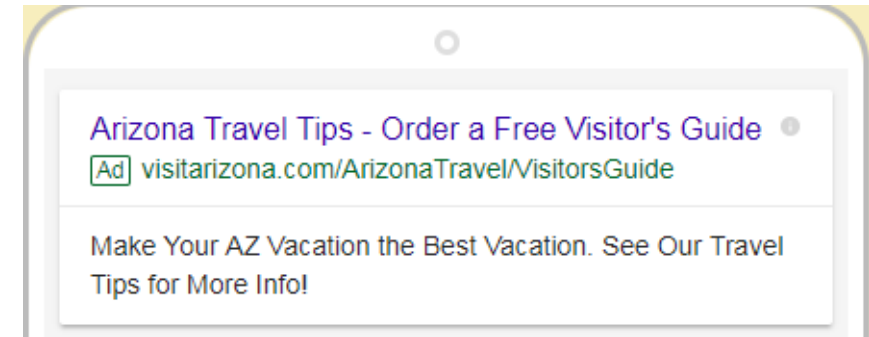 Arizona Travel Tips - Order a Free Visitor's Guide
Ad visitarizona.com/ArizonaTravel/VisitorsGuide
Make Your AZ Vacation the Best Vacation. See Our Travel
Tips for More Info!